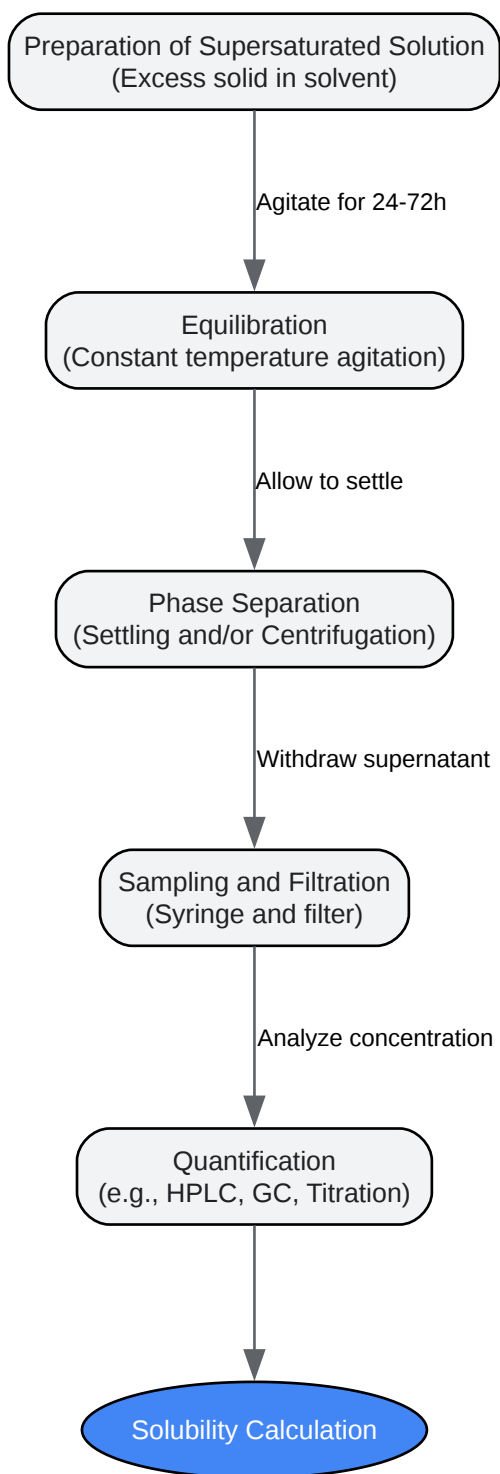 Preparation of Supersaturated Solution
(Excess solid in solvent)
Agitate for 24-72h
Equilibration
(Constant temperature agitation)
Allow to settle
Phase Separation
(Settling and/or Centrifugation)
Withdraw supernatant
Sampling and Filtration
(Syringe and filter)
Analyze concentration
Quantification
(e.g., HPLC, GC, Titration)
Solubility Calculation